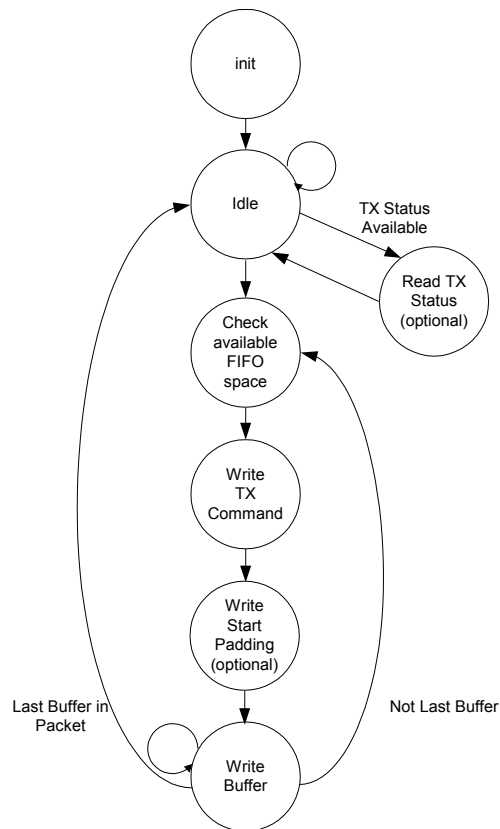 init
Idle
TX Status
Available
Read TX
Status
(optional)
Check
available
FIFO
space
Write
TX
Command
Write
Start
Padding
(optional)
Last Buffer in
Packet
Not Last Buffer
Write
Buffer